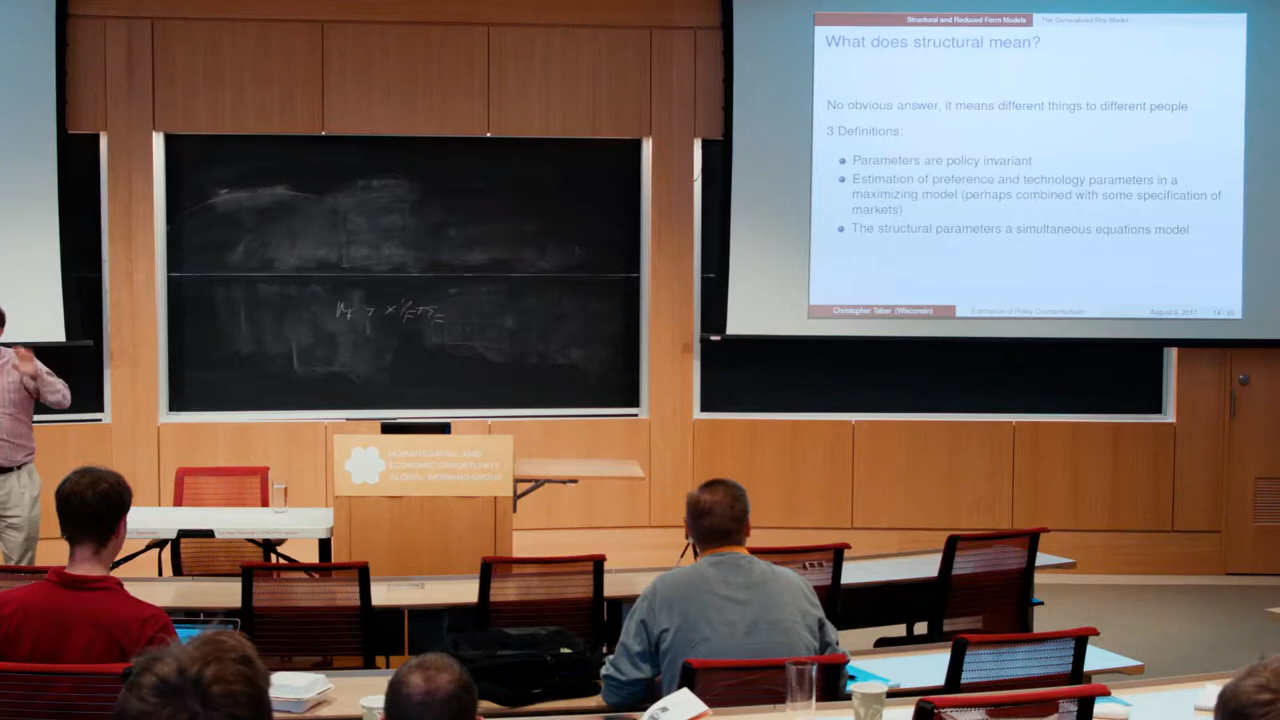 Structural and Reduced Form Models
The Generalized Roy Model
What does structural mean?
No obvious answer, it means different things to different people
3 Definitions:
Parameters are policy invariant
Estimation of preference and technology parameters in a
maximizing model (perhaps combined with some specification of
markets)
The structural parameters a simultaneous equations model
Christopher Taber (Wisconsin)
Estimation of Policy Counterfactuals
August 9, 2017
HUMAN CAPITAL AND
ECONOMIC OPPORTUNITY
GLOBAL WORKING GROUP